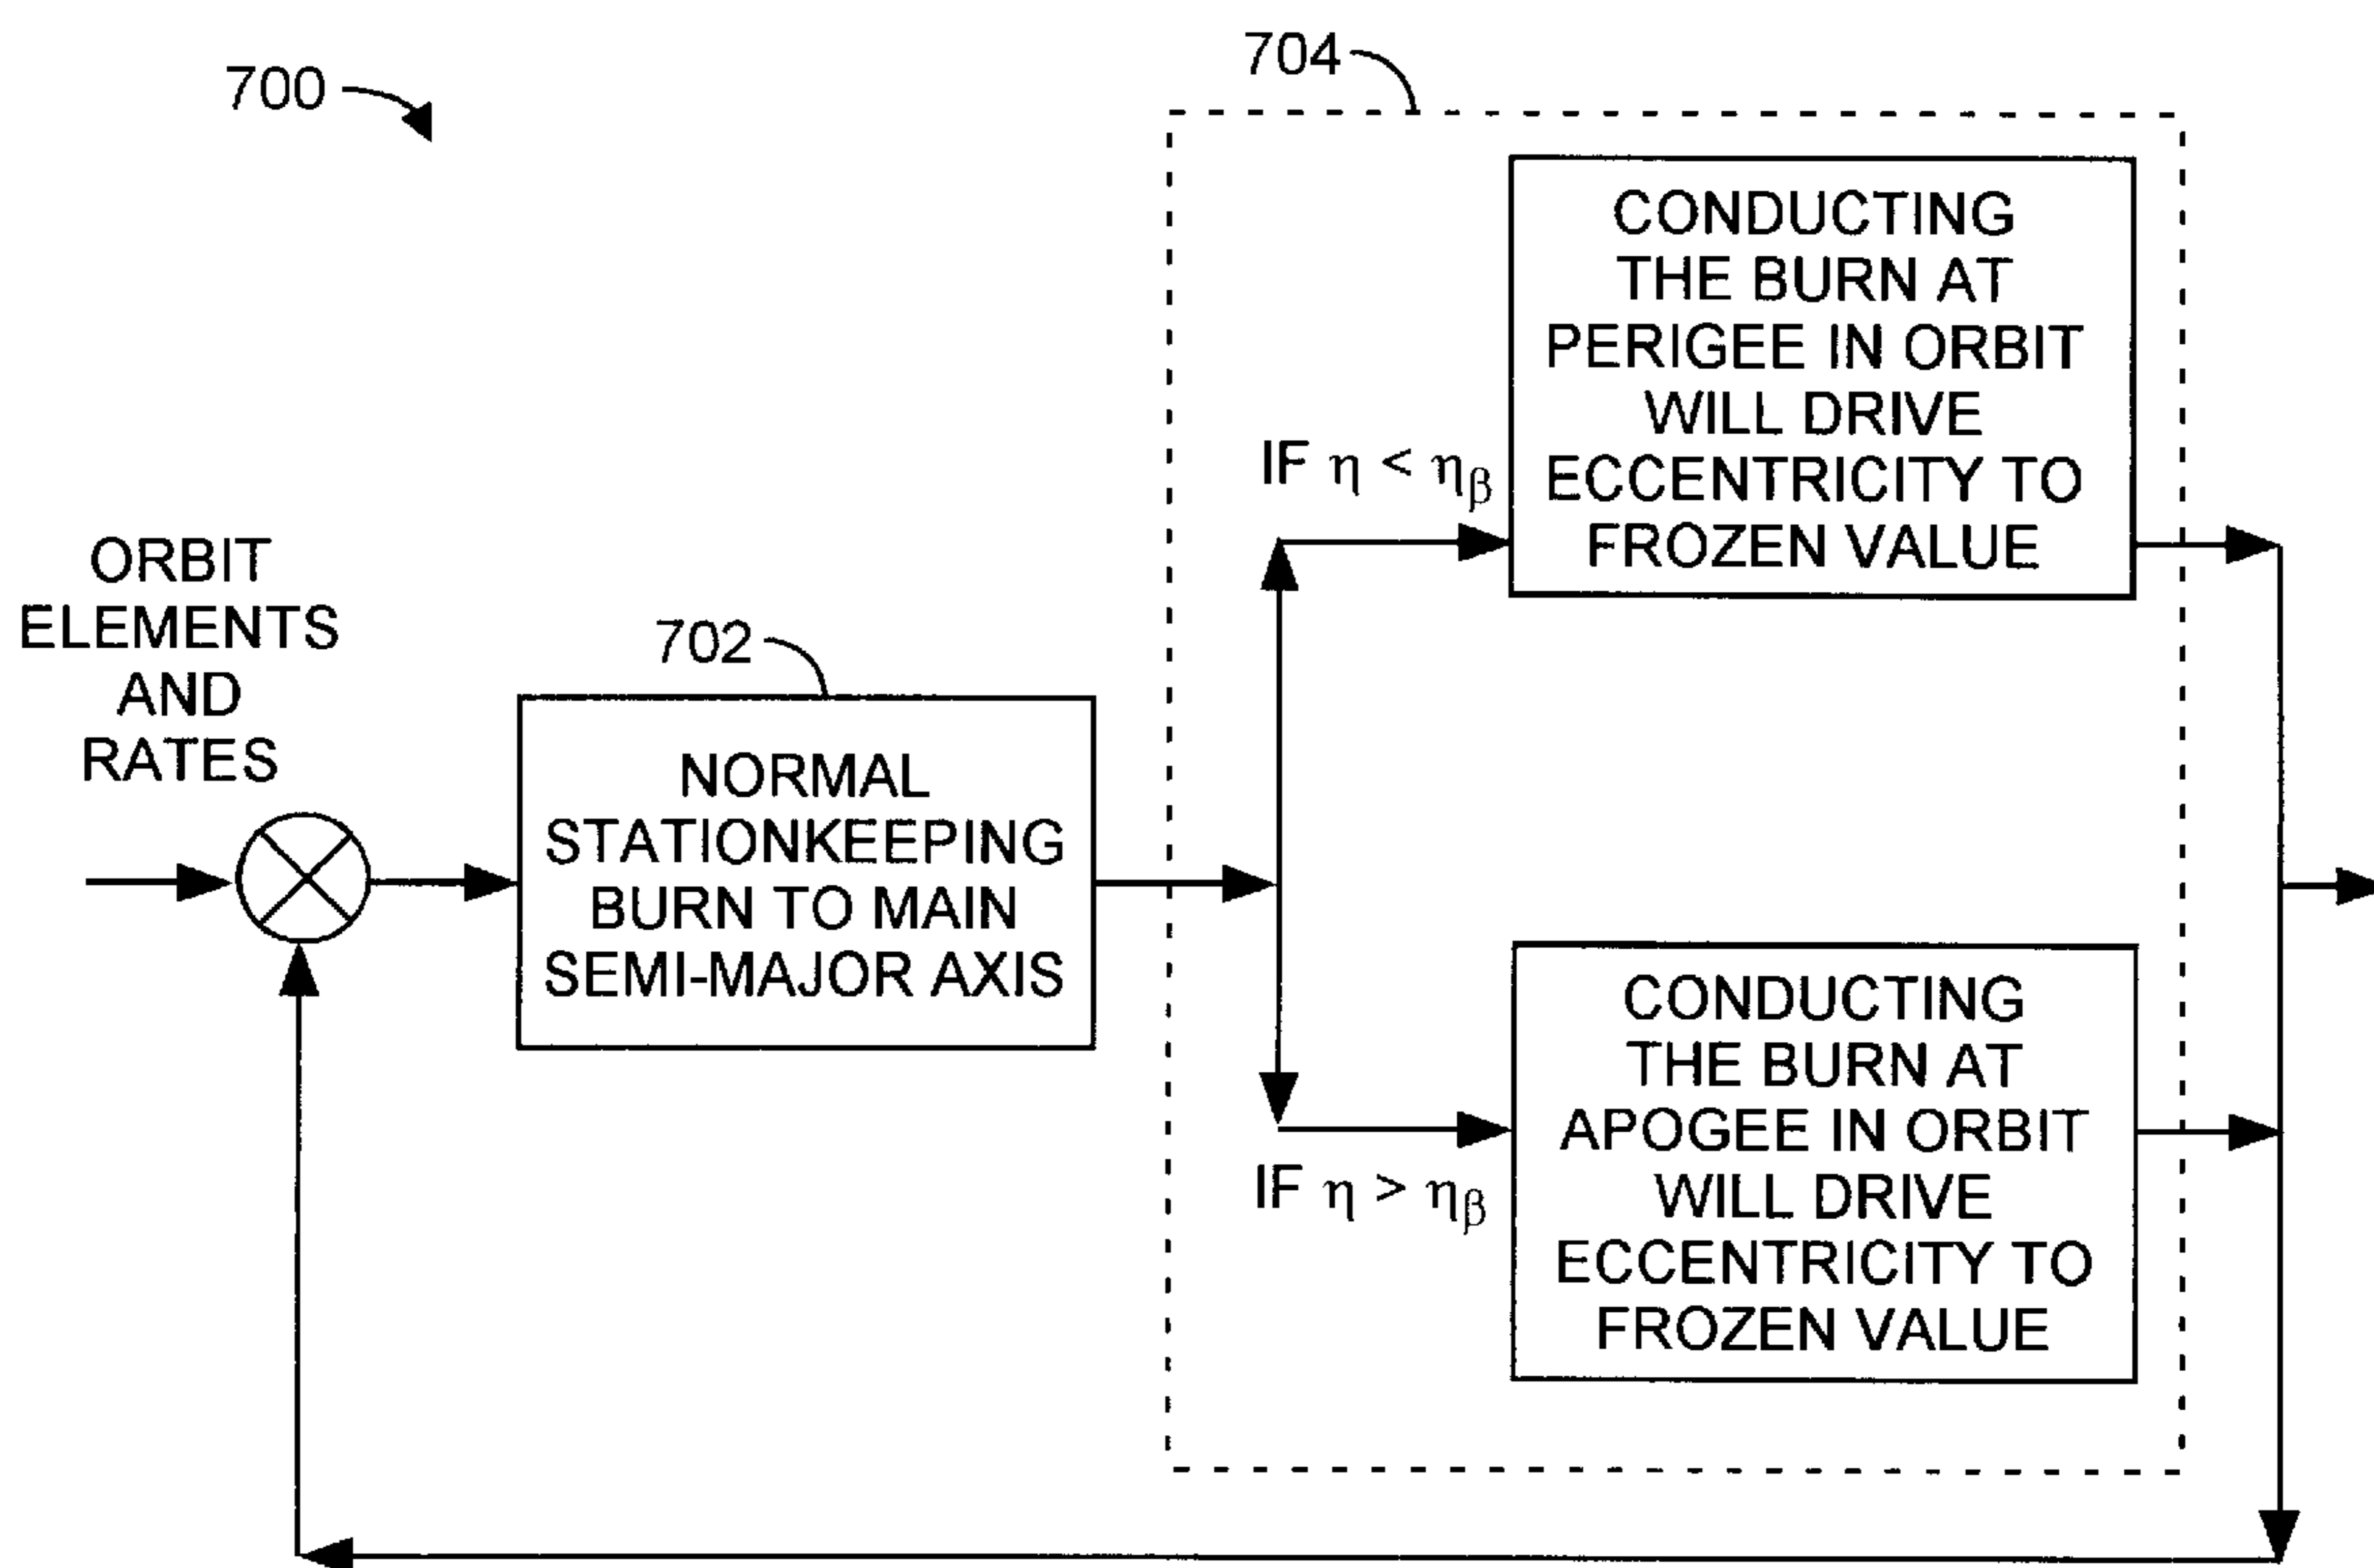 700
704
CONDUCTING
THE BURN AT
PERIGEE IN ORBIT
WILL DRIVE
ECCENTRICITY TO
FROZEN VALUE
IF η < ηβ
ORBIT
ELEMENTS
AND
RATES
702
NORMAL
STATIONKEEPING
BURN TO MAIN
SEMI-MAJOR AXIS
CONDUCTING
THE BURN AT
APOGEE IN ORBIT
WILL DRIVE
ECCENTRICITY TO
FROZEN VALUE
IF η > ηβ